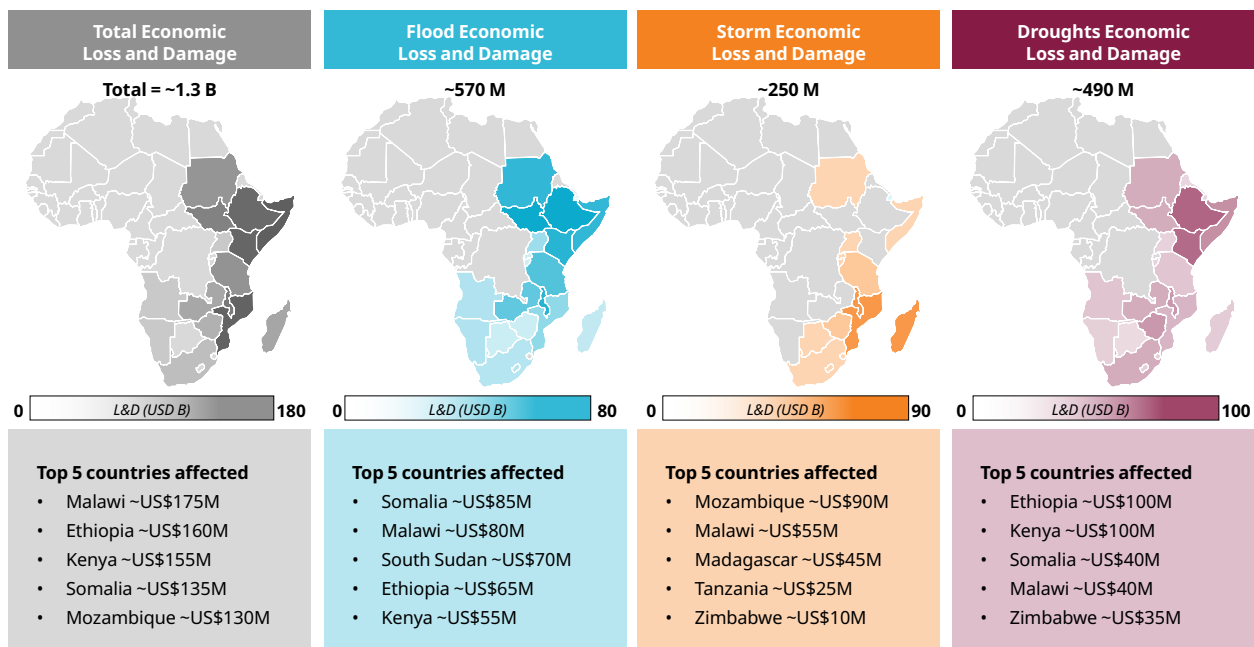 Total Economic
Loss and Damage
Total = ~1.3 B
0
L&D (USD B)
180
Top 5 countries affected
• Malawi ~US$175M
• Ethiopia ~US$160M
• Kenya ~US$155M
• Somalia ~US$135M
• Mozambique ~US$130M
Flood Economic
Loss and Damage
~570 M
0
L&D (USD B)
80
Top 5 countries affected
• Somalia ~US$85M
• Malawi ~US$80M
• South Sudan ~US$70M
• Ethiopia ~US$65M
• Kenya ~US$55M
Storm Economic
Loss and Damage
~250 M
0
L&D (USD B)
90
Top 5 countries affected
• Mozambique ~US$90M
• Malawi ~US$55M
• Madagascar ~US$45M
• Tanzania ~US$25M
• Zimbabwe ~US$10M
Droughts Economic
Loss and Damage
~490 M
0
L&D (USD B)
100
Top 5 countries affected
• Ethiopia ~US$100M
• Kenya ~US$100M
• Somalia ~US$40M
• Malawi ~US$40M
• Zimbabwe ~US$35M